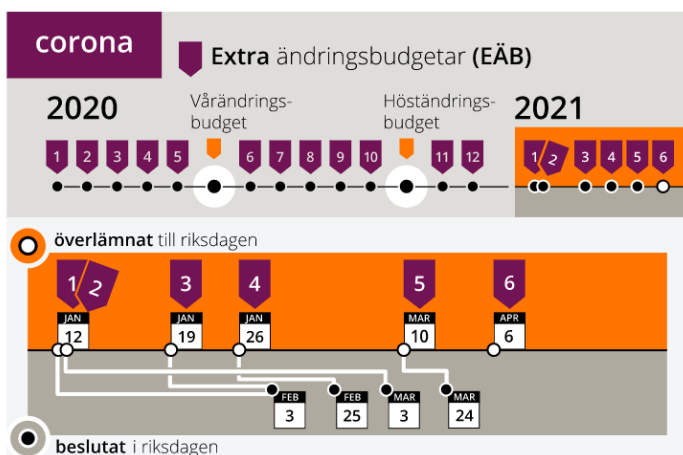 corona
Extra ändringsbudgetar (EÄB)
2020
Vårändrings-
budget
Höständrings-
budget
2021
1 2 3 4 5 6 7 8 9 10 11 12
1 2 3 4 5 6
överlämnat till riksdagen
1 2 3 4 5 6
JAN JAN JAN MAR APR
12 19 26 10 6
FEB FEB MAR MAR
3 25 3 24
beslutat i riksdagen